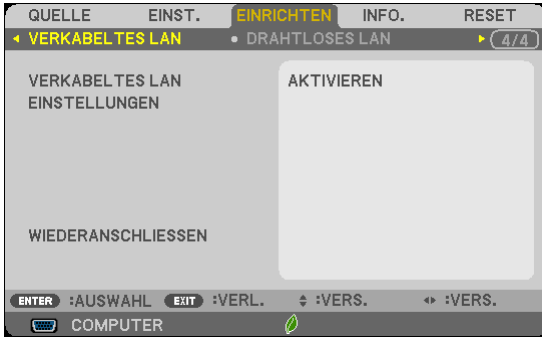 QUELLE EINST. EINRICHTEN INFO. RESET
VERKABELTES LAN • DRAHTLOSES LAN 4/4
VERKABELTES LAN AKTIVIEREN
EINSTELLUNGEN
WIEDERANSCHLIESSEN
ENTER :AUSWAHL EXIT :VERL. :VERS. :VERS.
COMPUTER